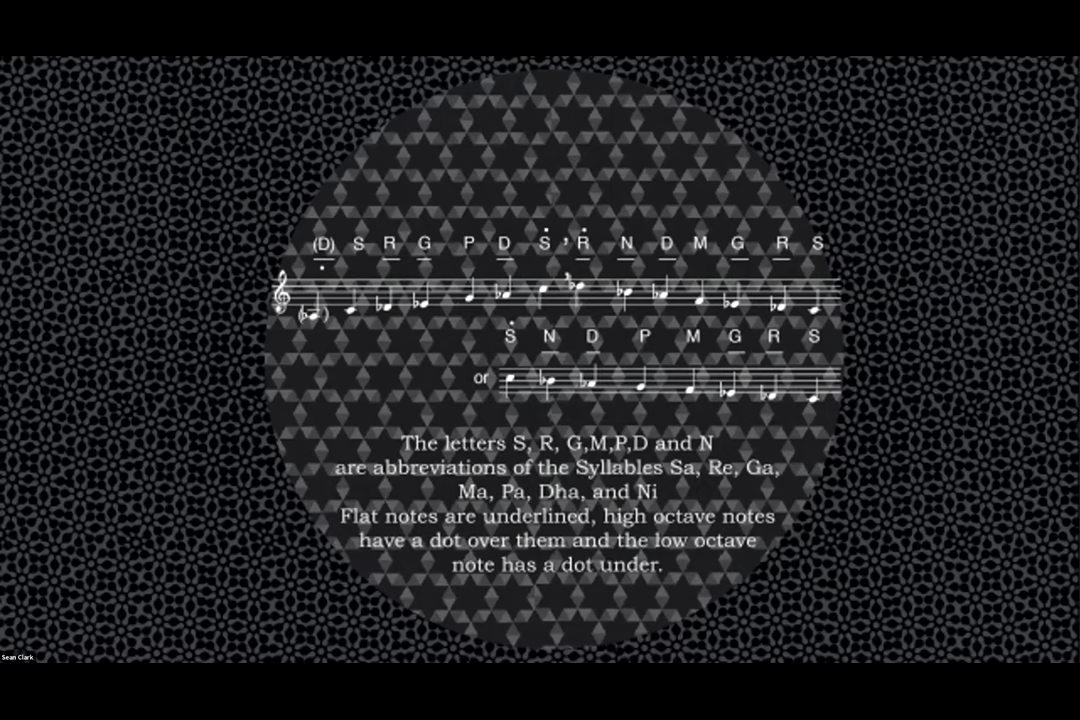 (D) S R G P D S ’ R N D M G R S
S N D P M G R S
or
The letters S, R, G,M,P,D and N
are abbreviations of the Syllables Sa, Re, Ga,
Ma, Pa, Dha, and Ni
Flat notes are underlined, high octave notes
have a dot over them and the low octave
note has a dot under.
Sean Clark